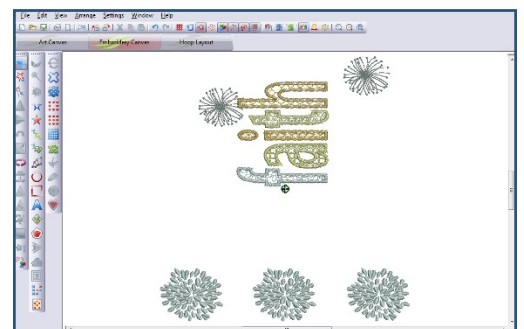 File Edit View Arrange Settings Window Help
Art Canvas Embroidery Canvas Hoop Layout
faith